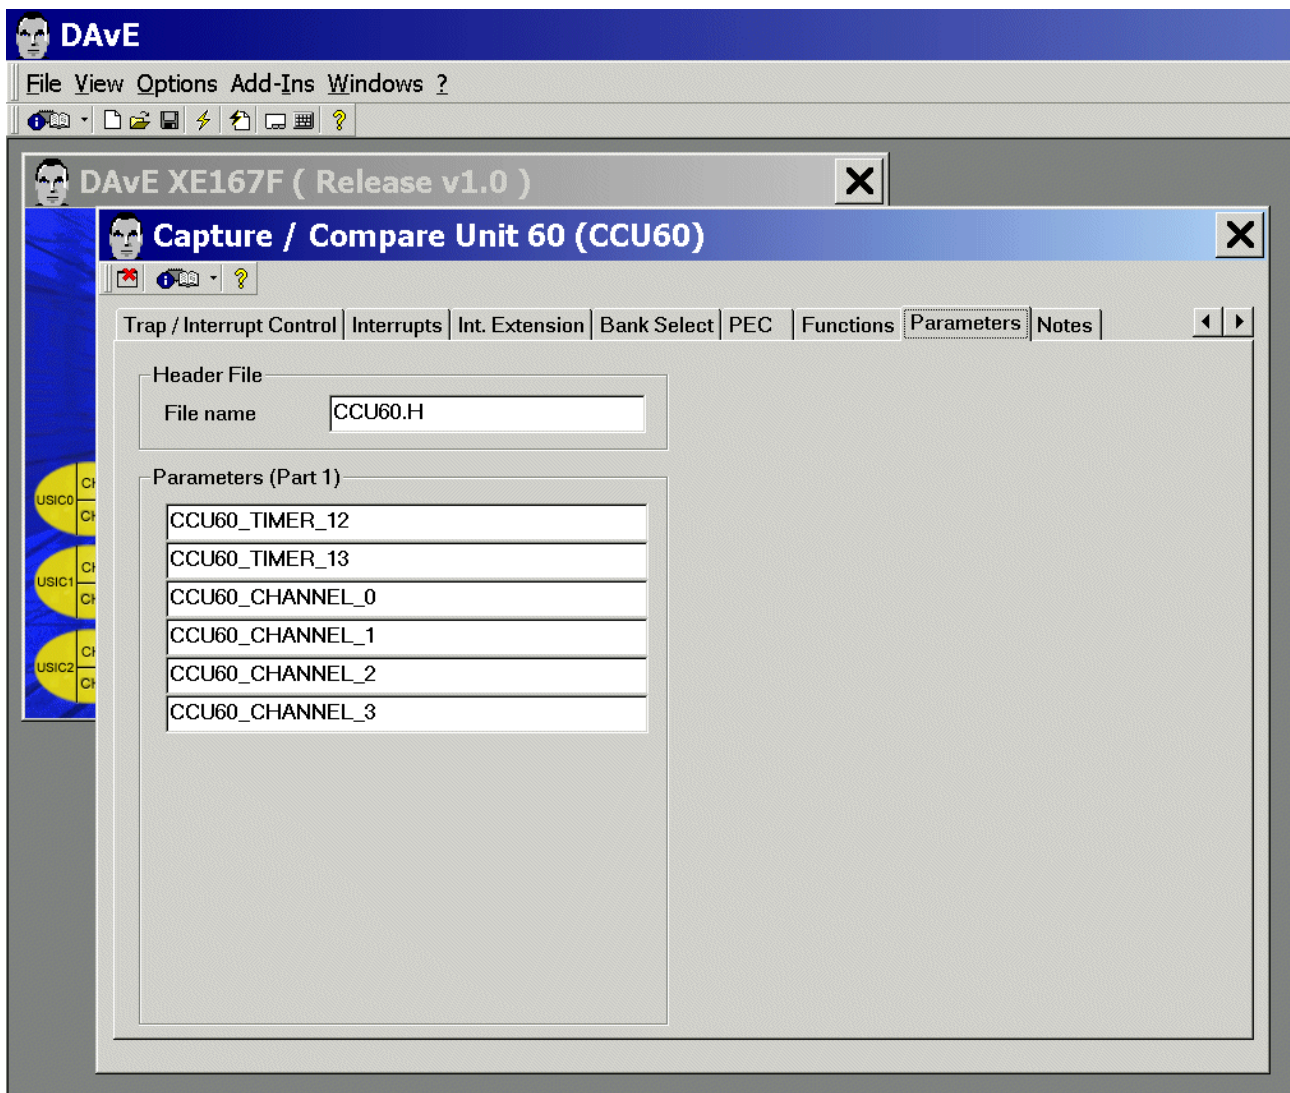 DAvE
File View Options Add-Ins Windows ?
DAvE XE167F ( Release v1.0 )
Capture / Compare Unit 60 (CCU60)
Trap / Interrupt Control Interrupts Int. Extension Bank Select PEC Functions Parameters Notes
Header File
File name CCU60.H
Parameters (Part 1)
CCU60_TIMER_12
CCU60_TIMER_13
CCU60_CHANNEL_0
CCU60_CHANNEL_1
CCU60_CHANNEL_2
CCU60_CHANNEL_3
USIC0
USIC1
USIC2